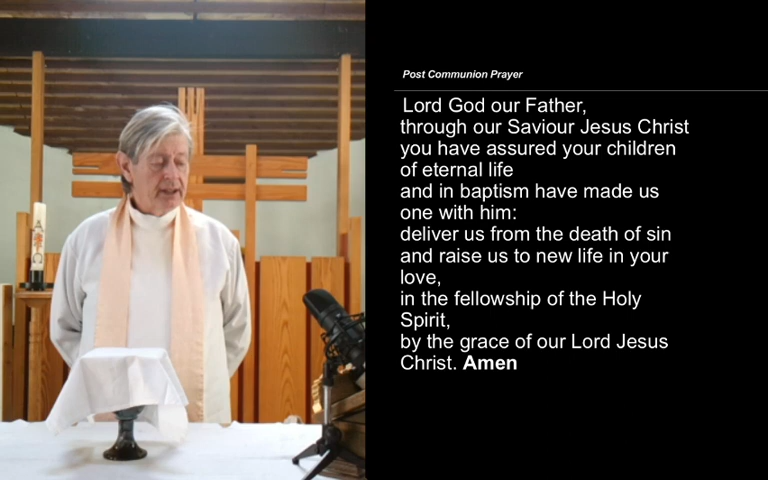 Post Communion Prayer
Lord God our Father,
through our Saviour Jesus Christ
you have assured your children
of eternal life
and in baptism have made us
one with him:
deliver us from the death of sin
and raise us to new life in your
love,
in the fellowship of the Holy
Spirit,
by the grace of our Lord Jesus
Christ. Amen